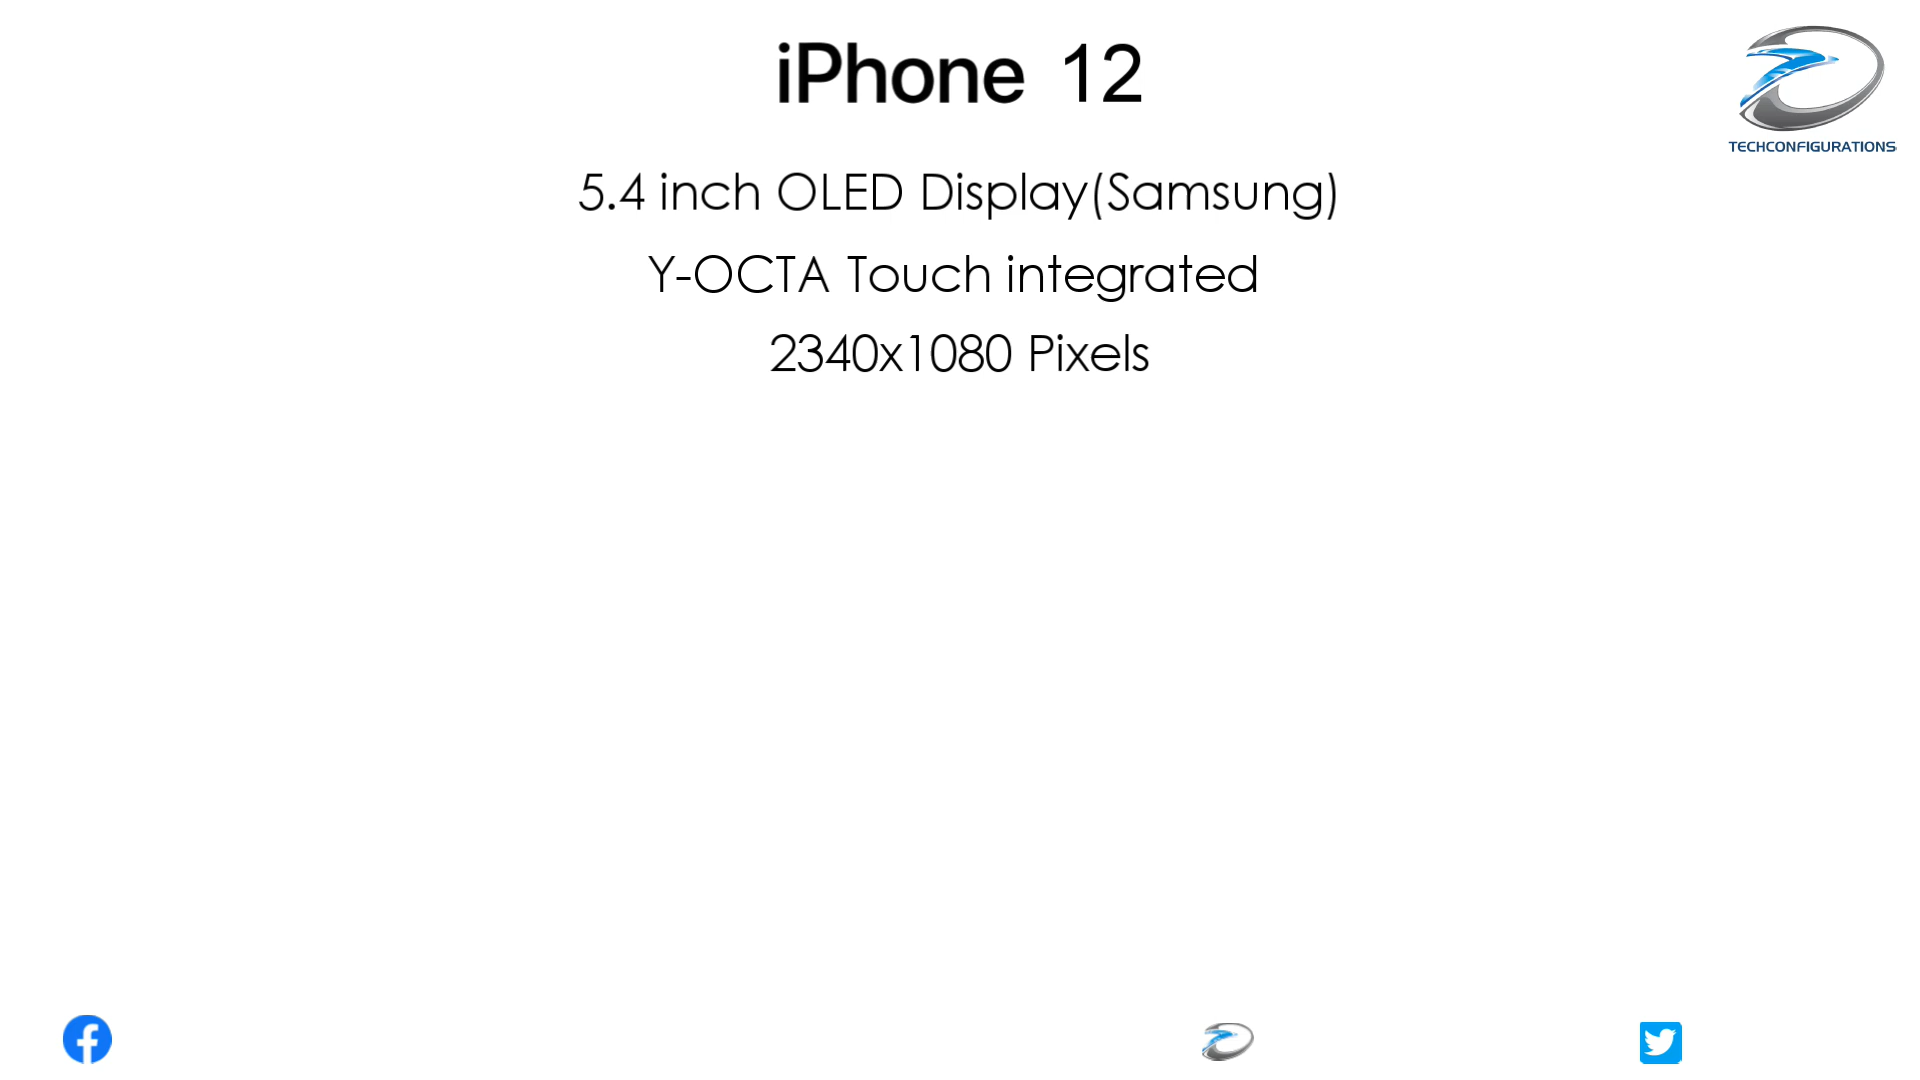 iPhone 12
TECHCONFIGURATIONS
5.4 inch OLED Display(Samsung)
Y-OCTA Touch integrated
2340x1080 Pixels